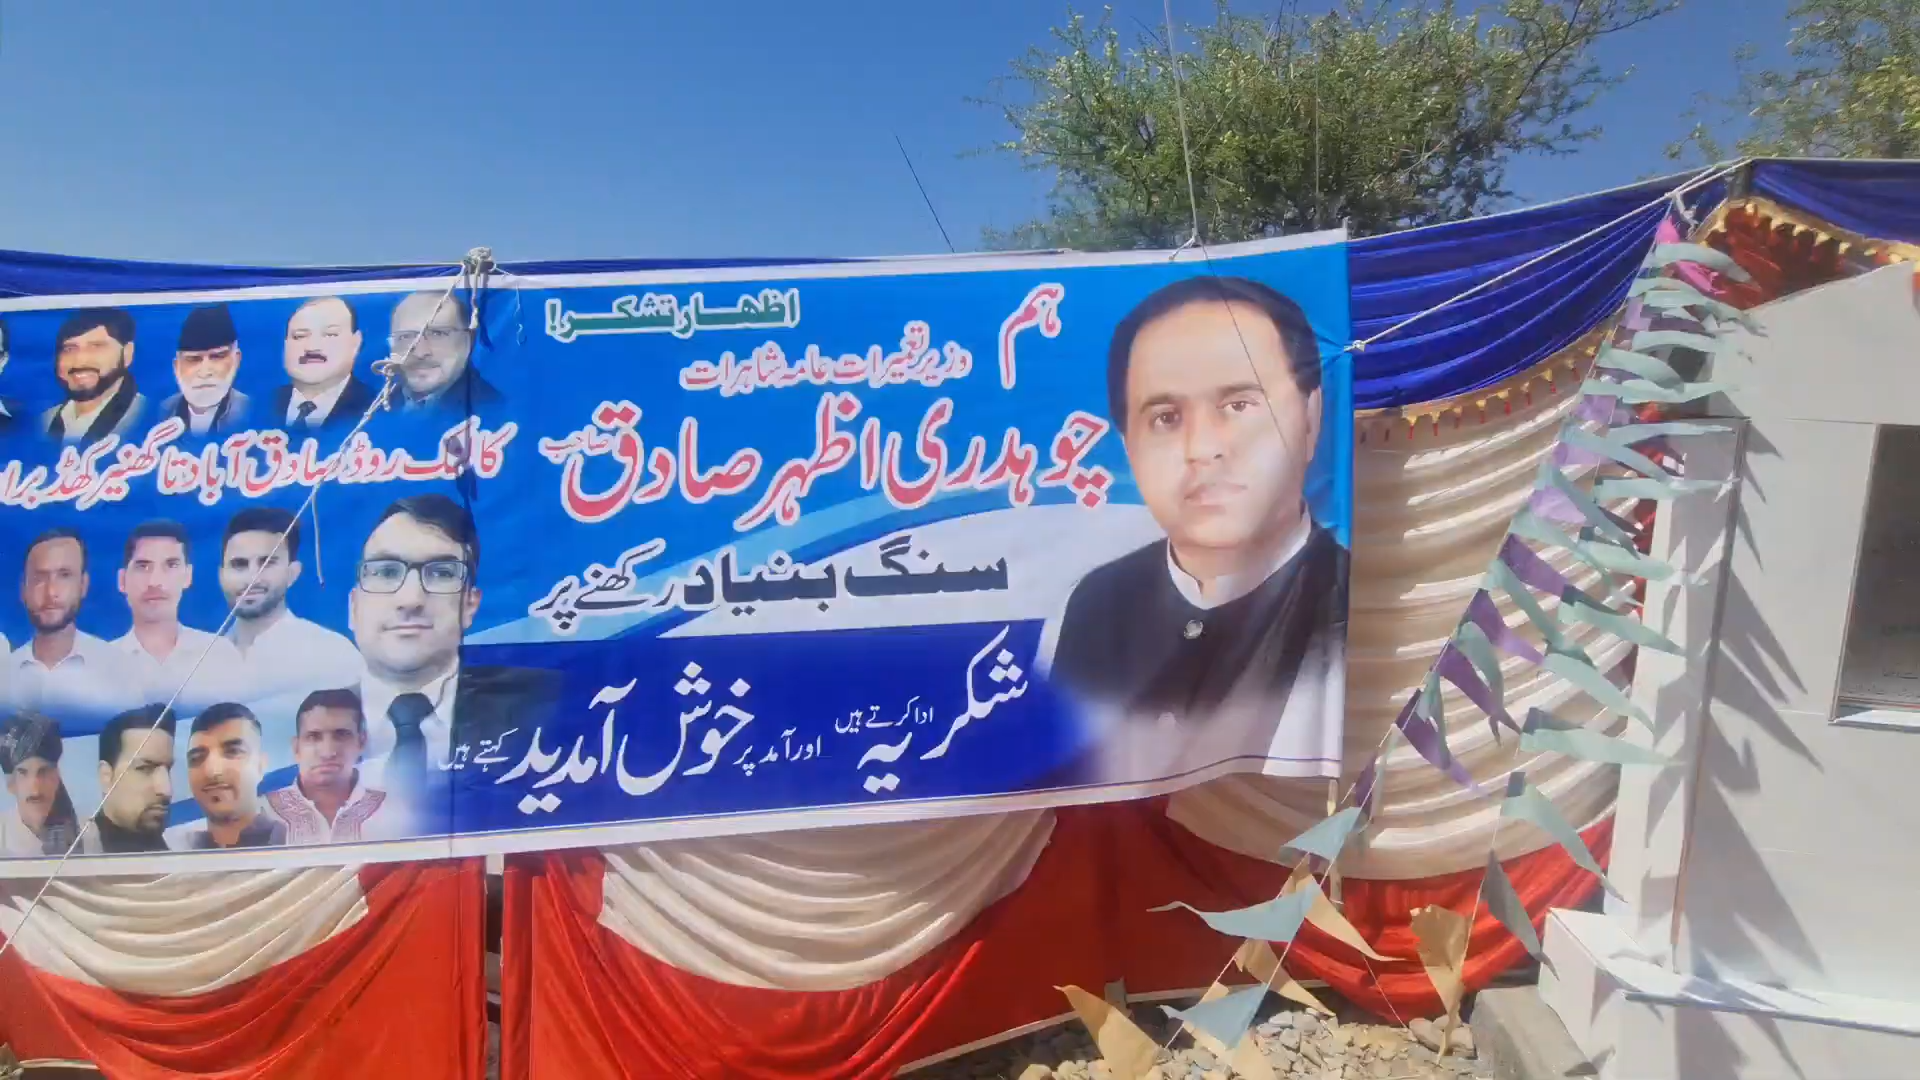 اظہار تشکر!
ہم
وزیر تعمیرات عامہ شاہرات
چوہدری اظہر صادق صاحب
کا لنک روڈ صادق آباد تا گھنیر کھڈ برا
سنگ بنیاد رکھنے پر
شکریہ ادا کرتے ہیں اور آمد پر خوش آمدید کہتے ہیں